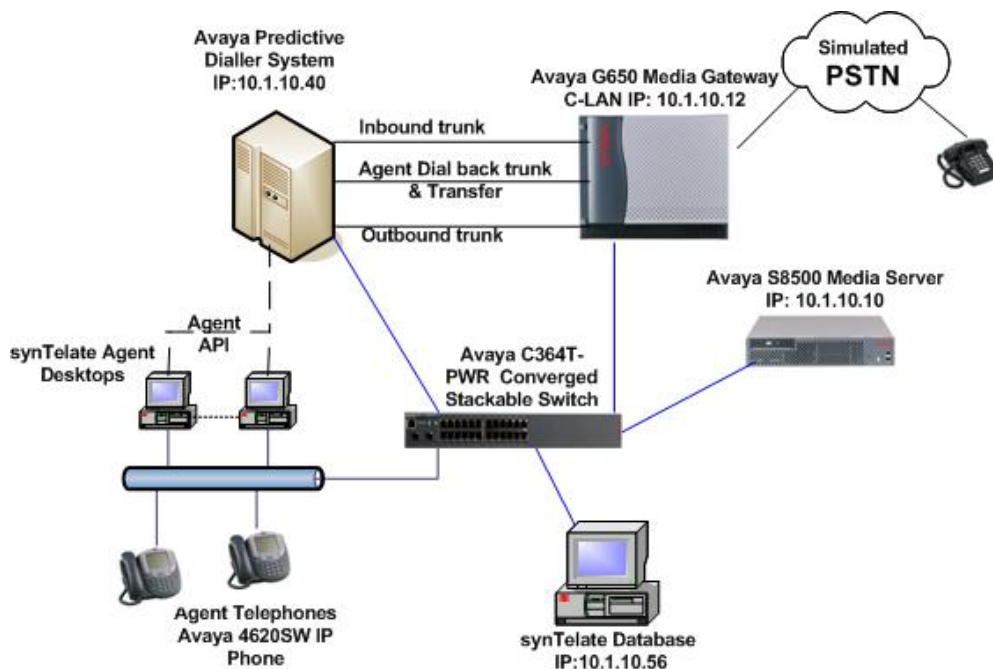 Avaya Predictive
Dialler System
IP:10.1.10.40
Avaya G650 Media Gateway
C-LAN IP: 10.1.10.12
Simulated
PSTN
Inbound trunk
Agent Dial back trunk
& Transfer
Outbound trunk
Avaya S8500 Media Server
IP: 10.1.10.10
Agent
API
synTelate Agent
Desktops
Avaya C364T-
PWR Converged
Stackable Switch
Agent Telephones
Avaya 4620SW IP
Phone
synTelate Database
IP:10.1.10.56